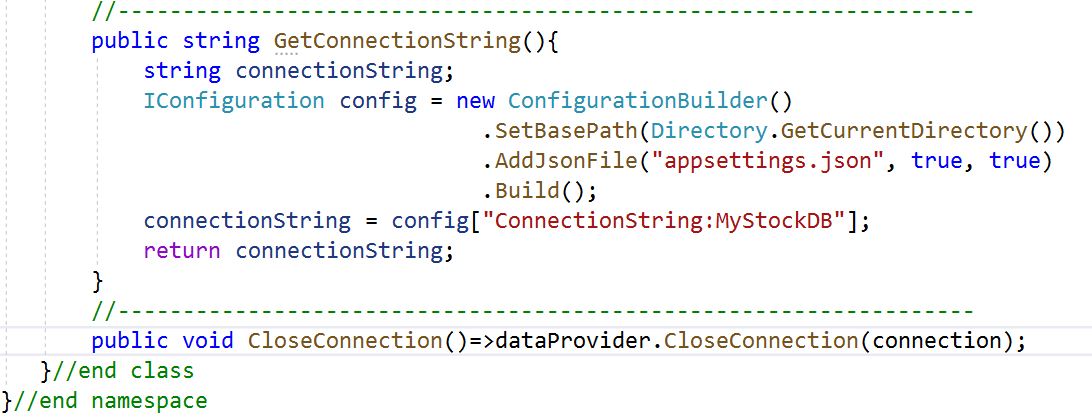 //------------------------------------------------------------------
public string GetConnectionString(){
string connectionString;
IConfiguration config = new ConfigurationBuilder()
.SetBasePath(Directory.GetCurrentDirectory())
.AddJsonFile("appsettings.json", true, true)
.Build();
connectionString = config["ConnectionString:MyStockDB"];
return connectionString;
}
//------------------------------------------------------------------
public void CloseConnection()=>dataProvider.CloseConnection(connection);
}//end class
}//end namespace